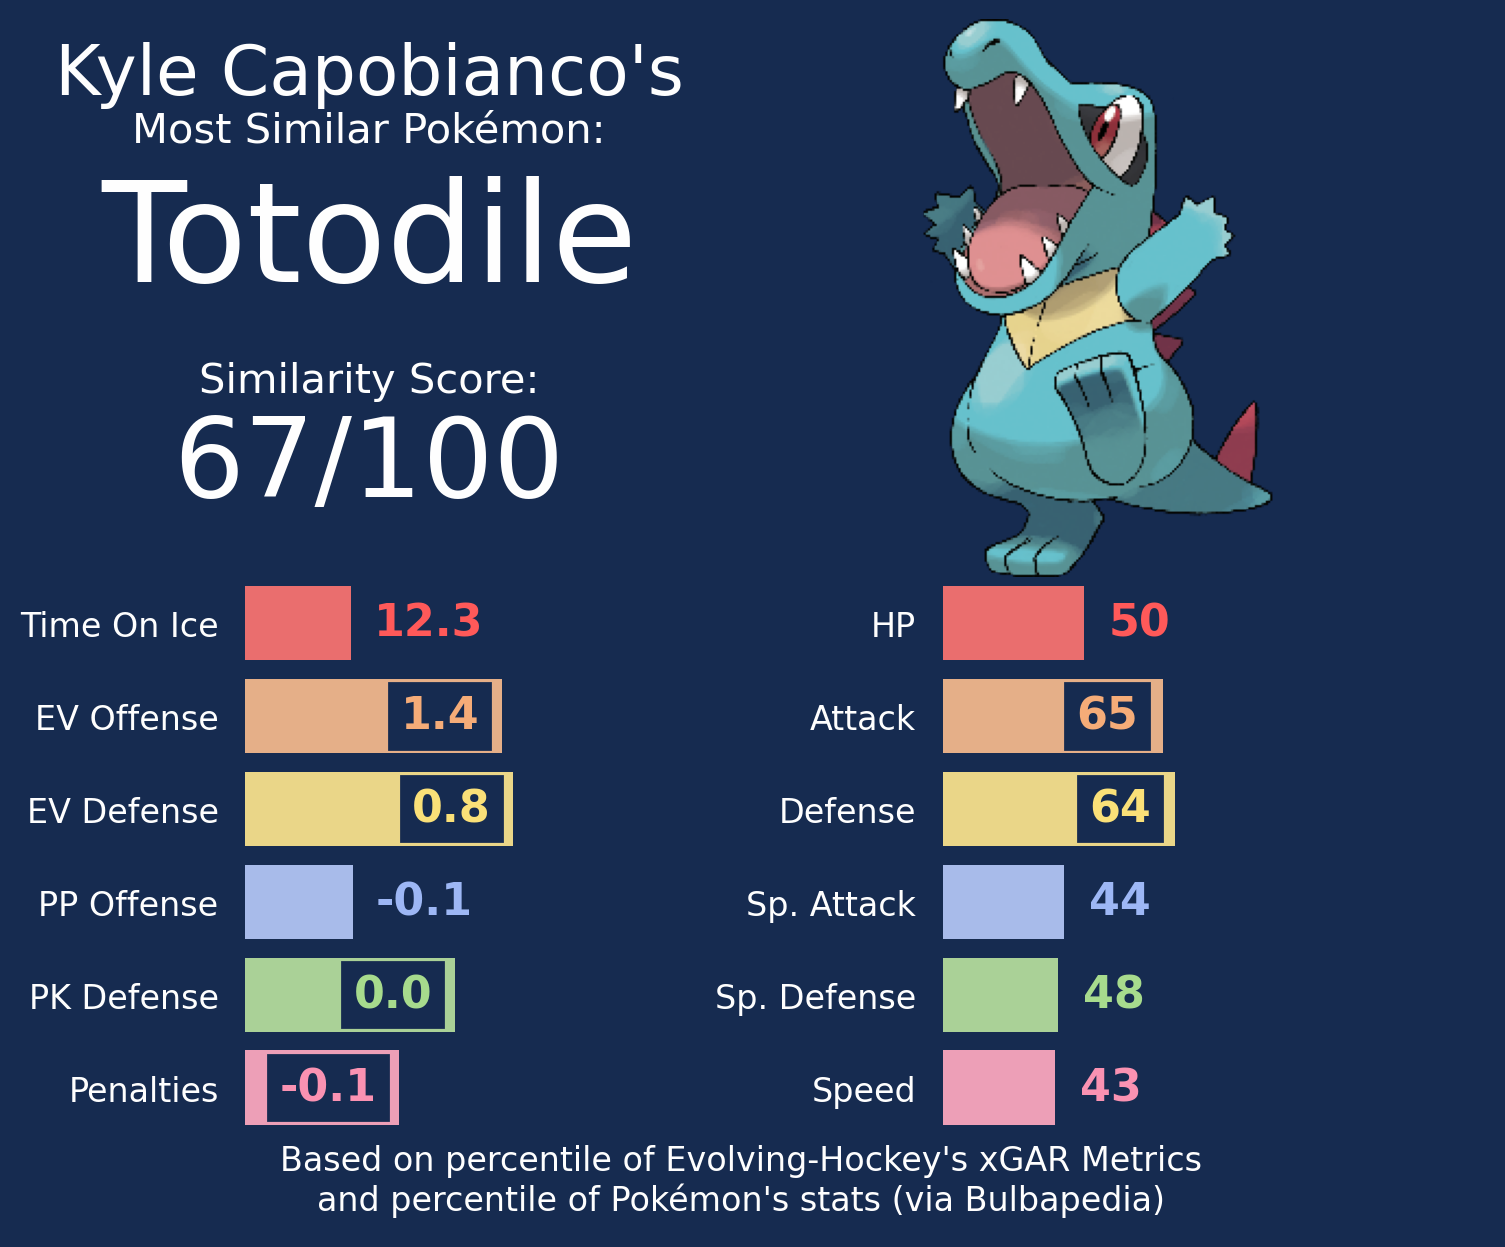 Kyle Capobianco's
Most Similar Pokémon:
Totodile
Similarity Score:
67/100
Time On Ice 12.3
EV Offense 1.4
EV Defense 0.8
PP Offense -0.1
PK Defense 0.0
Penalties -0.1
HP 50
Attack 65
Defense 64
Sp. Attack 44
Sp. Defense 48
Speed 43
Based on percentile of Evolving-Hockey's xGAR Metrics
and percentile of Pokémon's stats (via Bulbapedia)